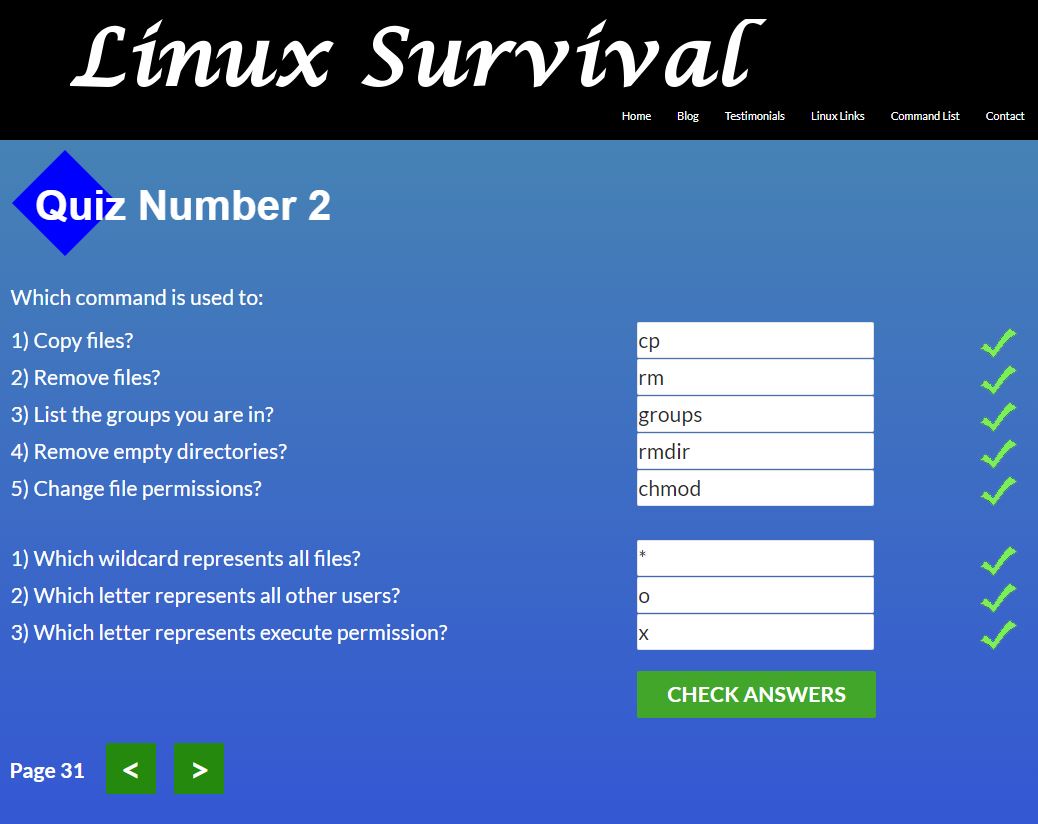 Linux Survival
Home Blog Testimonials Linux Links Command List Contact
Quiz Number 2
Which command is used to:
1) Copy files? cp
2) Remove files? rm
3) List the groups you are in? groups
4) Remove empty directories? rmdir
5) Change file permissions? chmod
1) Which wildcard represents all files? *
2) Which letter represents all other users? o
3) Which letter represents execute permission? x
CHECK ANSWERS
Page 31 < >